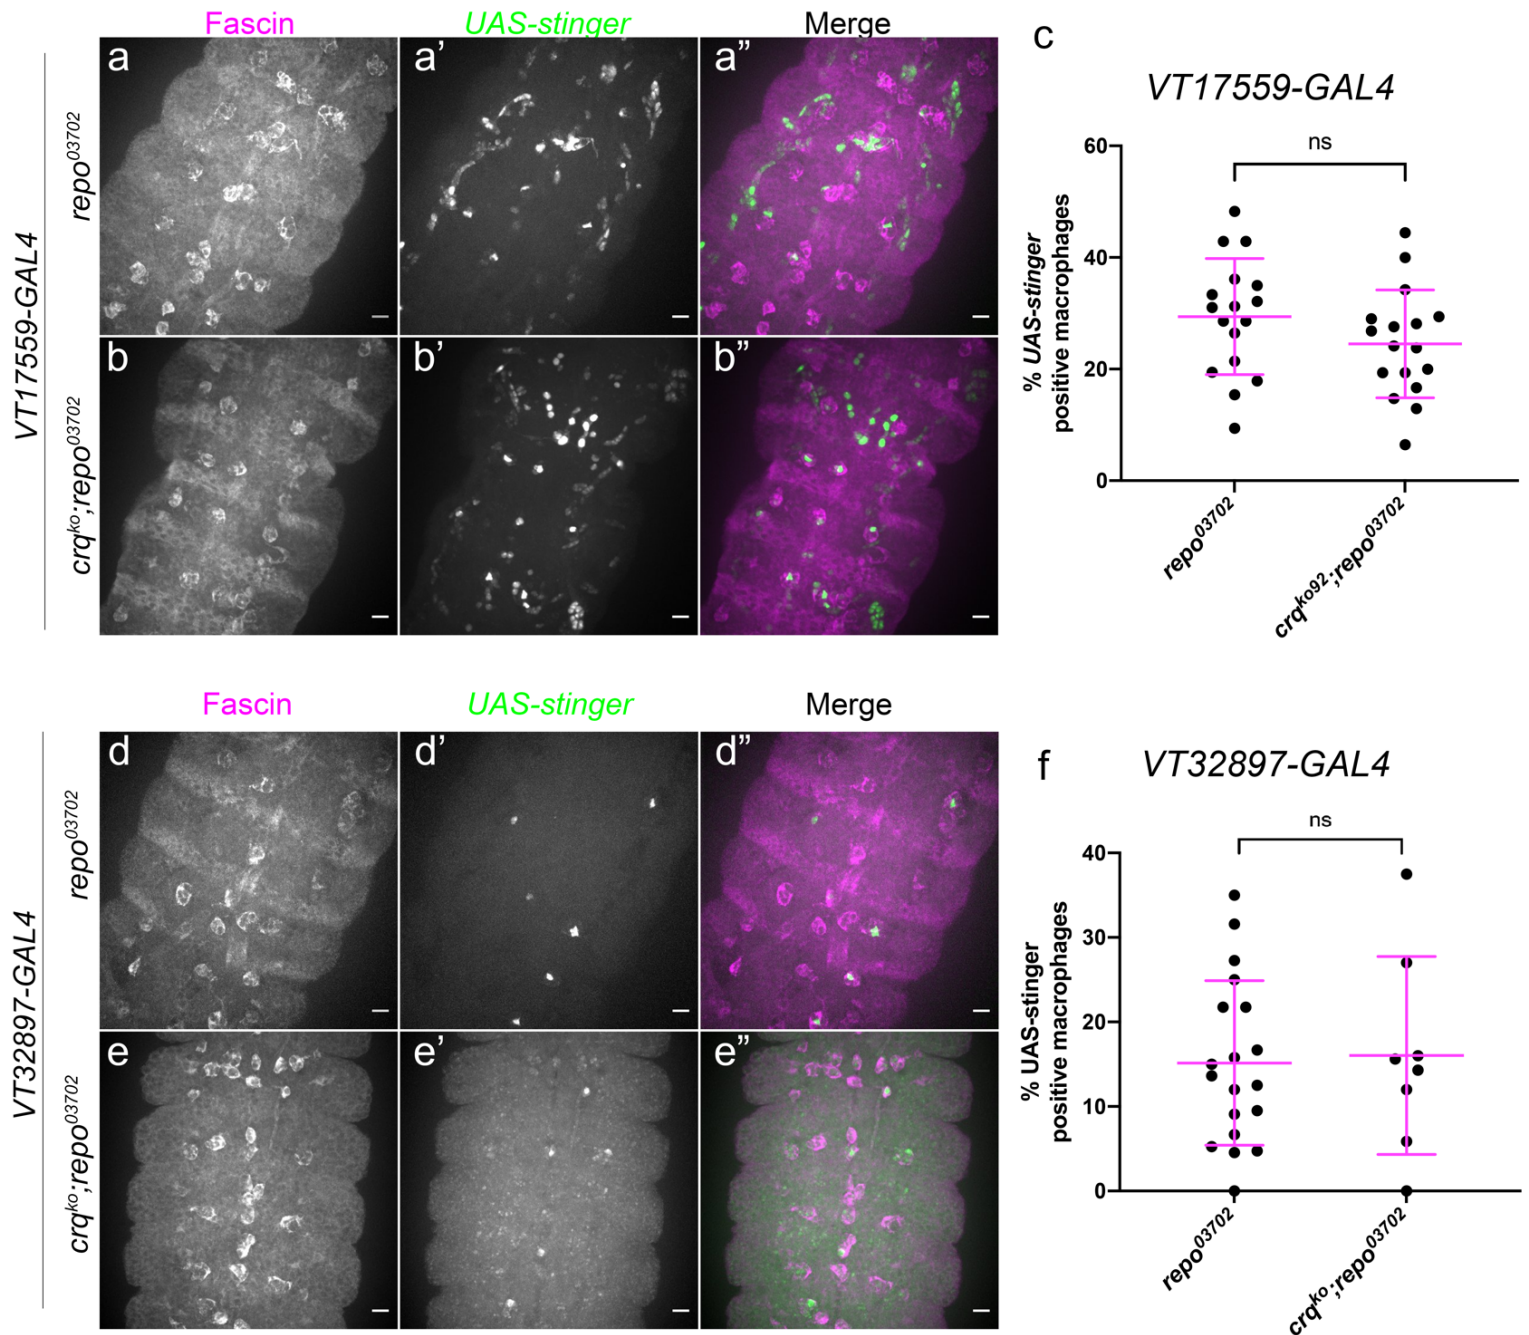 Fascin UAS-stinger Merge
VT17559-GAL4
repo03702
a a’ a”
crqko;repo03702
b b’ b”
c
VT17559-GAL4
ns
% UAS-stinger
positive macrophages
60
40
20
0
repo03702
crqko92;repo03702
Fascin UAS-stinger Merge
VT32897-GAL4
repo03702
d d’ d”
crqko;repo03702
e e’ e”
f
VT32897-GAL4
ns
% UAS-stinger
positive macrophages
40
30
20
10
0
repo03702
crqko;repo03702